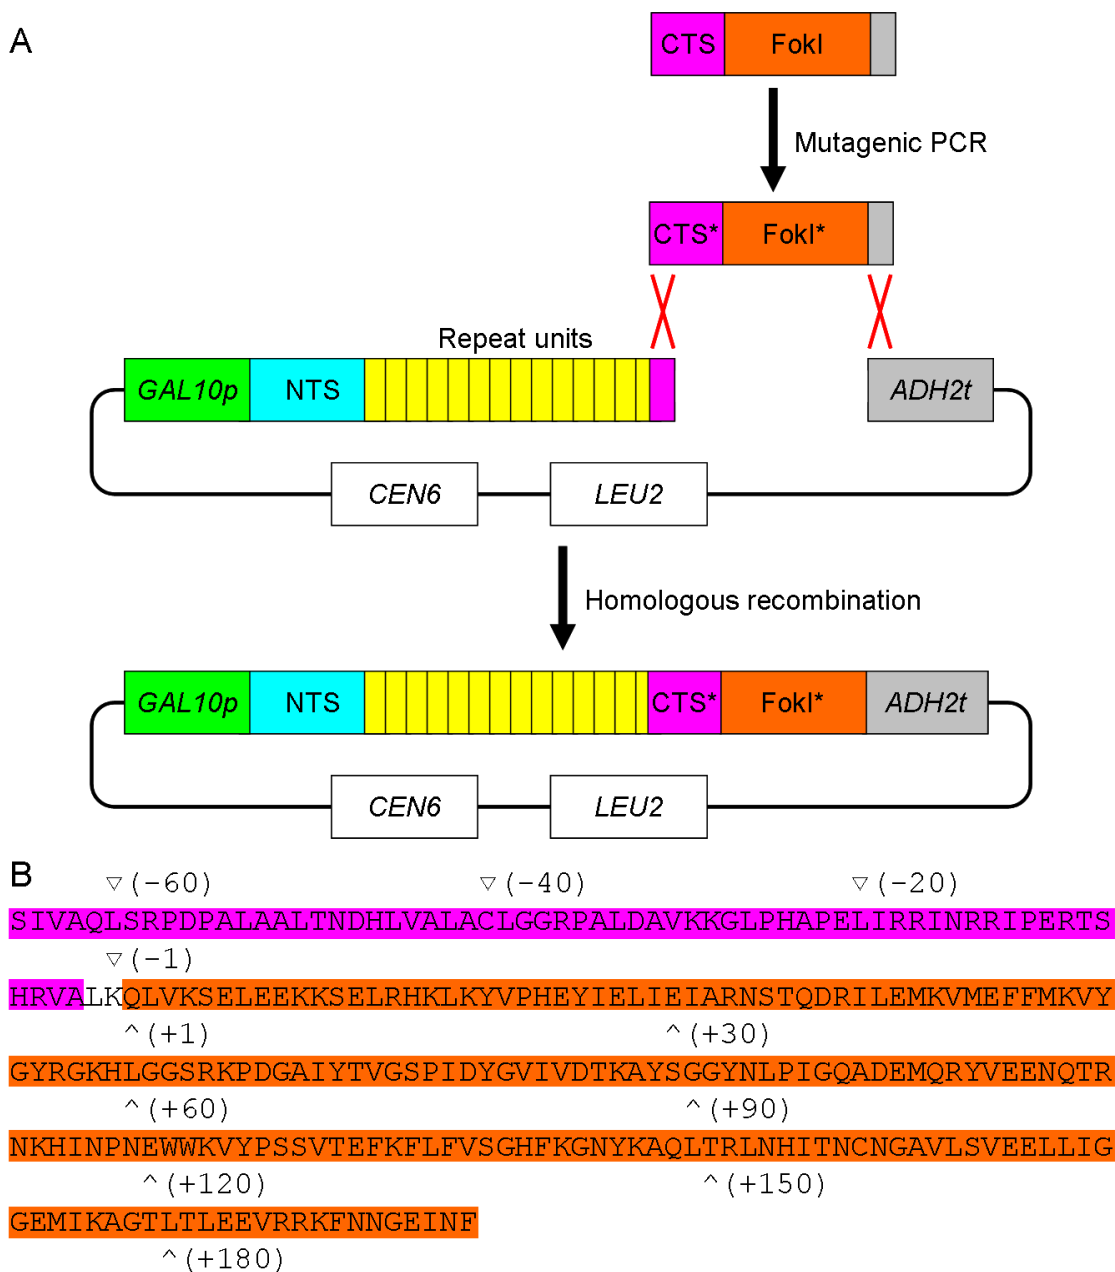 A
CTS FokI
Mutagenic PCR
CTS* FokI*
Repeat units
GAL10p NTS ADH2t
CEN6 LEU2
Homologous recombination
GAL10p NTS CTS* FokI* ADH2t
CEN6 LEU2
B
▽(-60) ▽(-40) ▽(-20)
SIVAQLSRPDPALAALTNDHLVALACLGGRPALDAVKKGLPHAPELIRRINRRIPERTS
▽(-1)
HRVALKQLVKSELEEKKSELRHKLKYVPHEYIELIEIARNSTQDRILEMKVMEFFMKVY
^(+1) ^(+30)
GYRGKHLGGSRKPDGAIYTVGSPIDYGVIVDTKAYSGGYNLPIGQADEMQRYVEENQTR
^(+60) ^(+90)
NKHINPNEWWKVYPSSVTEFKFLFVSGHFKGNYKAQLTRLNHITNCNGAVLSVEELLIG
^(+120) ^(+150)
GEMIKAGTLTLEEVRRKFNNGEINF
^(+180)